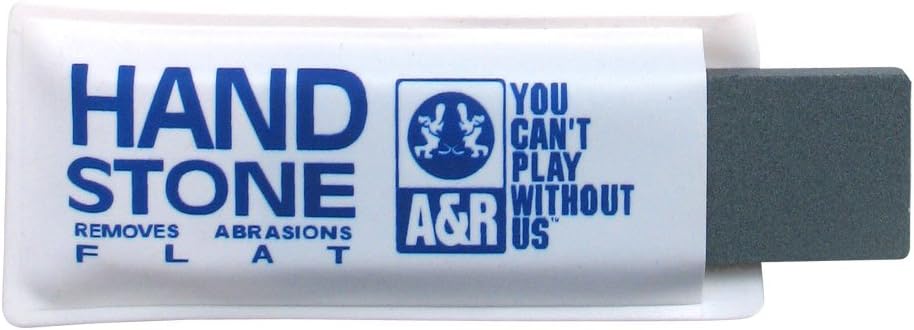 HAND
STONE
REMOVES ABRASIONS
FLAT
A&R
YOU
CAN'T
PLAY
WITHOUT
US™